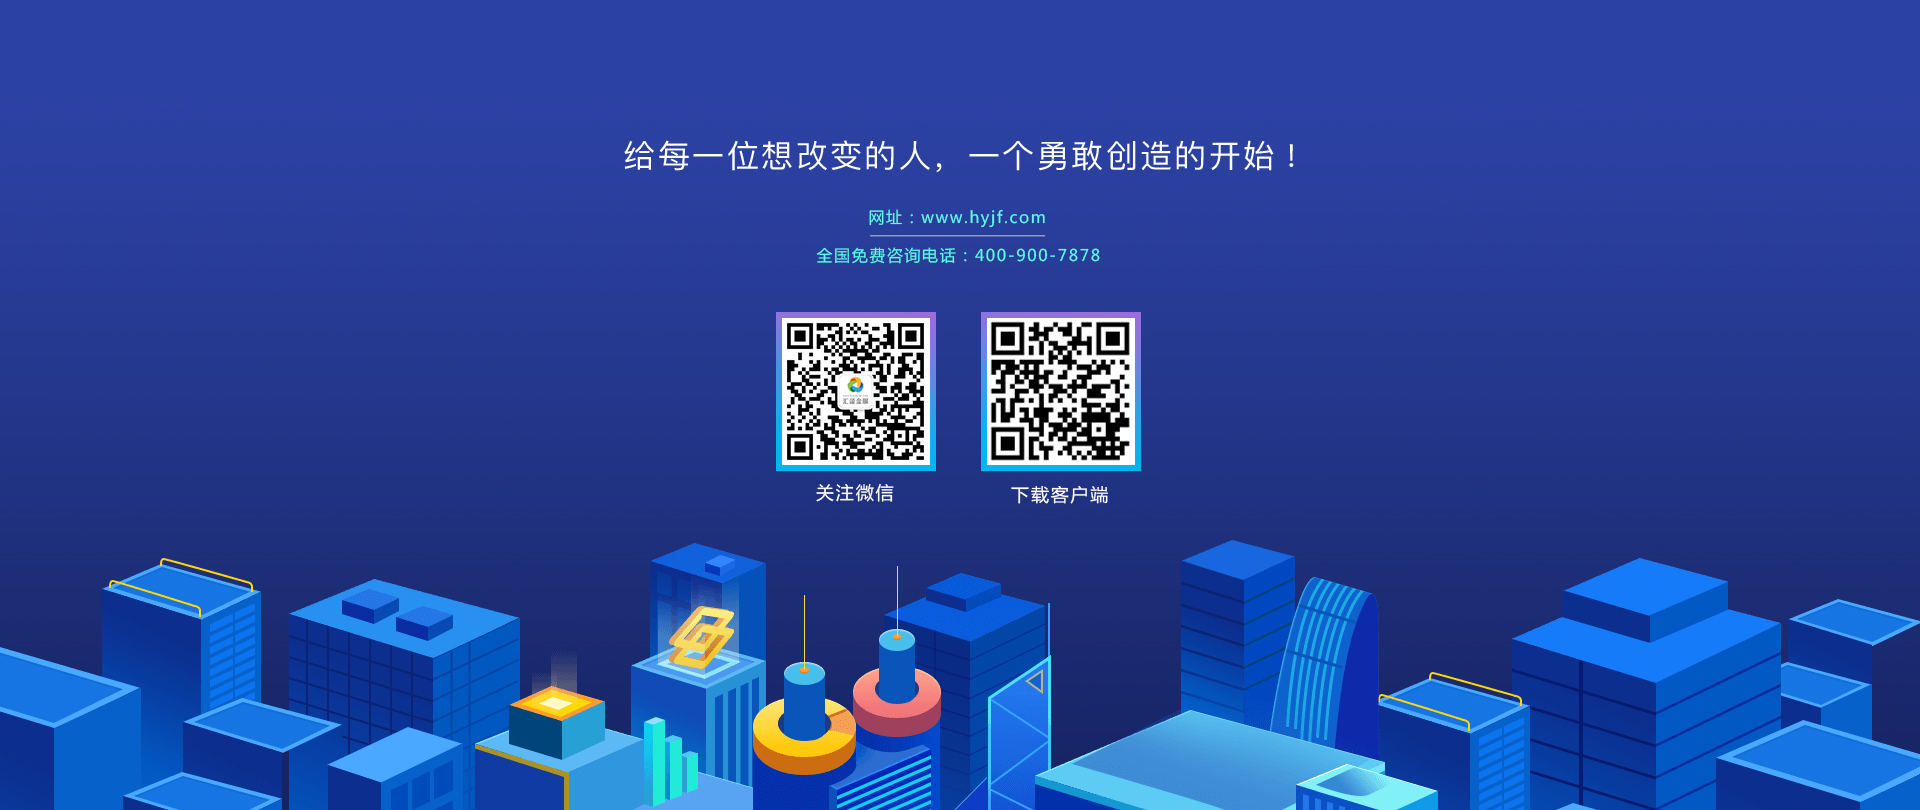 给每一位想改变的人，一个勇敢创造的开始！
网址：www.hyjf.com
全国免费咨询电话：400-900-7878
汇盈金服
关注微信
下载客户端